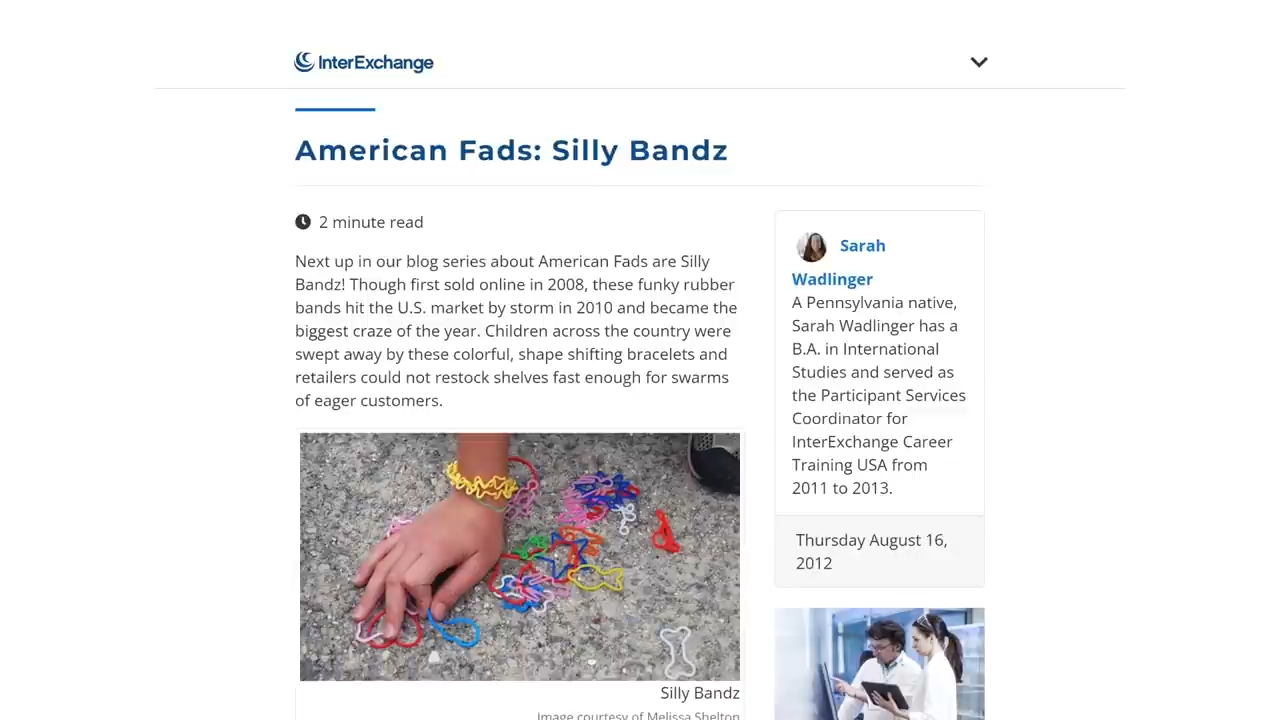 InterExchange
American Fads: Silly Bandz
2 minute read
Next up in our blog series about American Fads are Silly
Bandz! Though first sold online in 2008, these funky rubber
bands hit the U.S. market by storm in 2010 and became the
biggest craze of the year. Children across the country were
swept away by these colorful, shape shifting bracelets and
retailers could not restock shelves fast enough for swarms
of eager customers.
Silly Bandz
Image courtesy of Melissa Shelton
Sarah
Wadlinger
A Pennsylvania native,
Sarah Wadlinger has a
B.A. in International
Studies and served as
the Participant Services
Coordinator for
InterExchange Career
Training USA from
2011 to 2013.
Thursday August 16,
2012